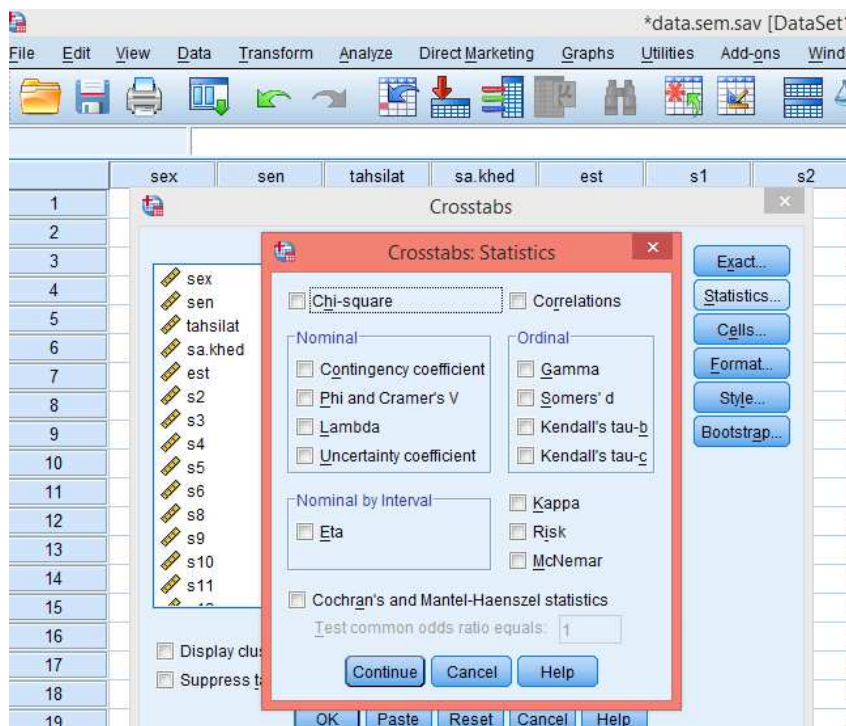 *data.sem.sav [DataSet
File Edit View Data Transform Analyze Direct Marketing Graphs Utilities Add-ons Wind
sex sen tahsilat sa.khed est s1 s2
1
2
3
4
5
6
7
8
9
10
11
12
13
14
15
16
17
18
19
Crosstabs
sex
sen
tahsilat
sa.khed
est
s2
s3
s4
s5
s6
s8
s9
s10
s11
Display clu
Suppress t
Exact...
Statistics...
Cells...
Format...
Style...
Bootstrap...
OK Paste Reset Cancel Help
Crosstabs: Statistics
Chi-square Correlations
Nominal
Contingency coefficient
Phi and Cramer's V
Lambda
Uncertainty coefficient
Ordinal
Gamma
Somers' d
Kendall's tau-b
Kendall's tau-c
Nominal by Interval
Eta
Kappa
Risk
McNemar
Cochran's and Mantel-Haenszel statistics
Test common odds ratio equals: 1
Continue Cancel Help